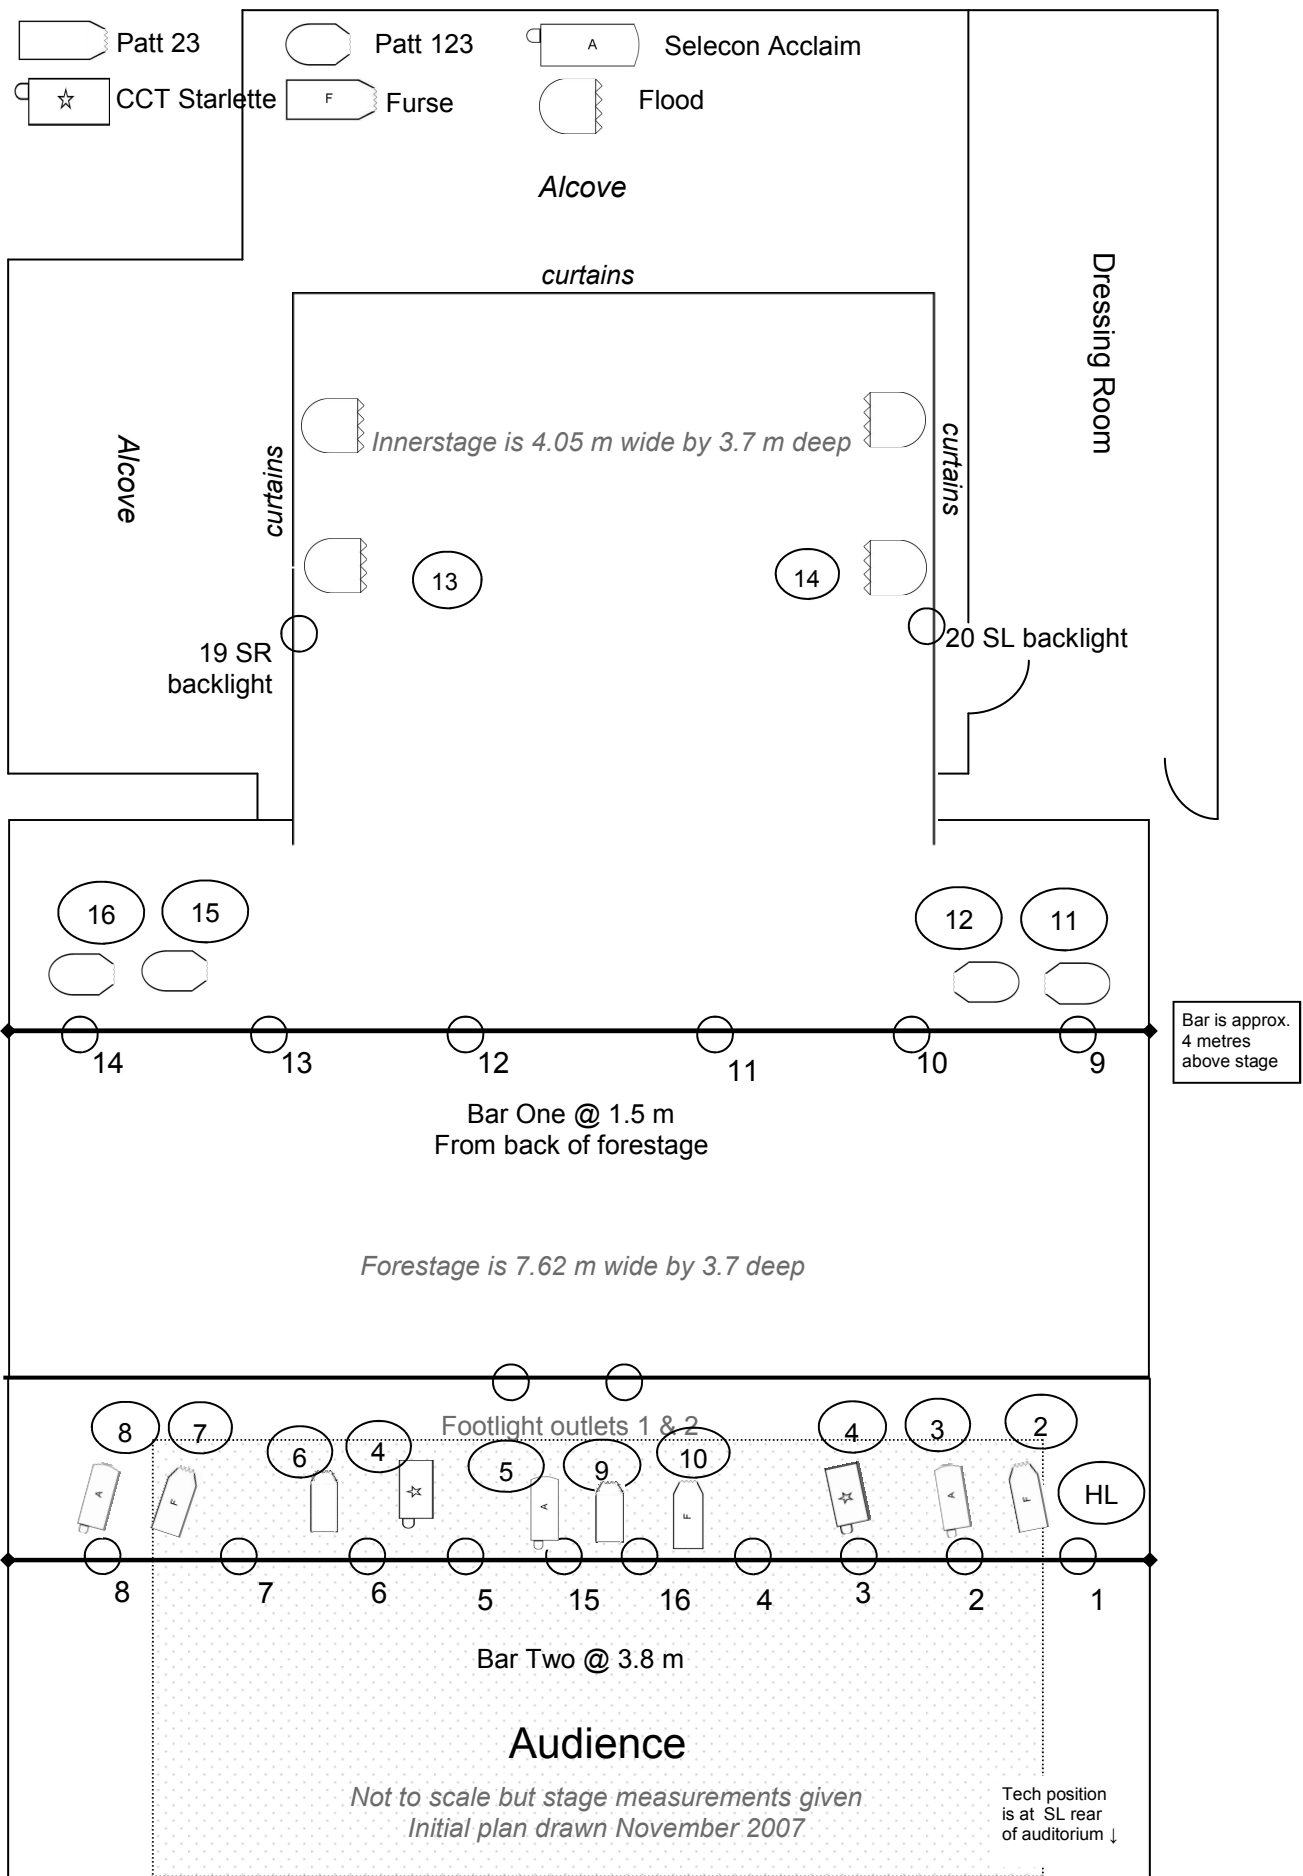 Patt 23
Patt 123
A
Selecon Acclaim
☆
CCT Starlette
F
Furse
Flood
Alcove
curtains
Dressing Room
Alcove
curtains
Innerstage is 4.05 m wide by 3.7 m deep
curtains
13
14
19 SR
backlight
20 SL backlight
16
15
12
11
14
13
12
11
10
9
Bar is approx.
4 metres
above stage
Bar One @ 1.5 m
From back of forestage
Forestage is 7.62 m wide by 3.7 deep
Footlight outlets 1 & 2
8
7
6
4
5
9
10
4
3
2
HL
A
F
☆
A
F
☆
A
F
8
7
6
5
15
16
4
3
2
1
Bar Two @ 3.8 m
Audience
Not to scale but stage measurements given
Initial plan drawn November 2007
Tech position
is at SL rear
of auditorium ↓